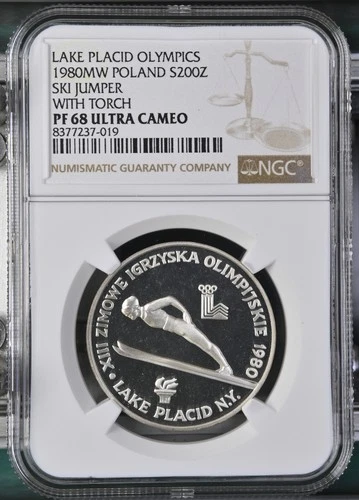 LAKE PLACID OLYMPICS
1980MW POLAND S200Z
SKI JUMPER
WITH TORCH
PF 68 ULTRA CAMEO
8377237-019
NUMISMATIC GUARANTY COMPANY NGC
XIII ZIMOWE IGRZYSKA OLIMPIJSKIE 1980
• LAKE PLACID N.Y. •